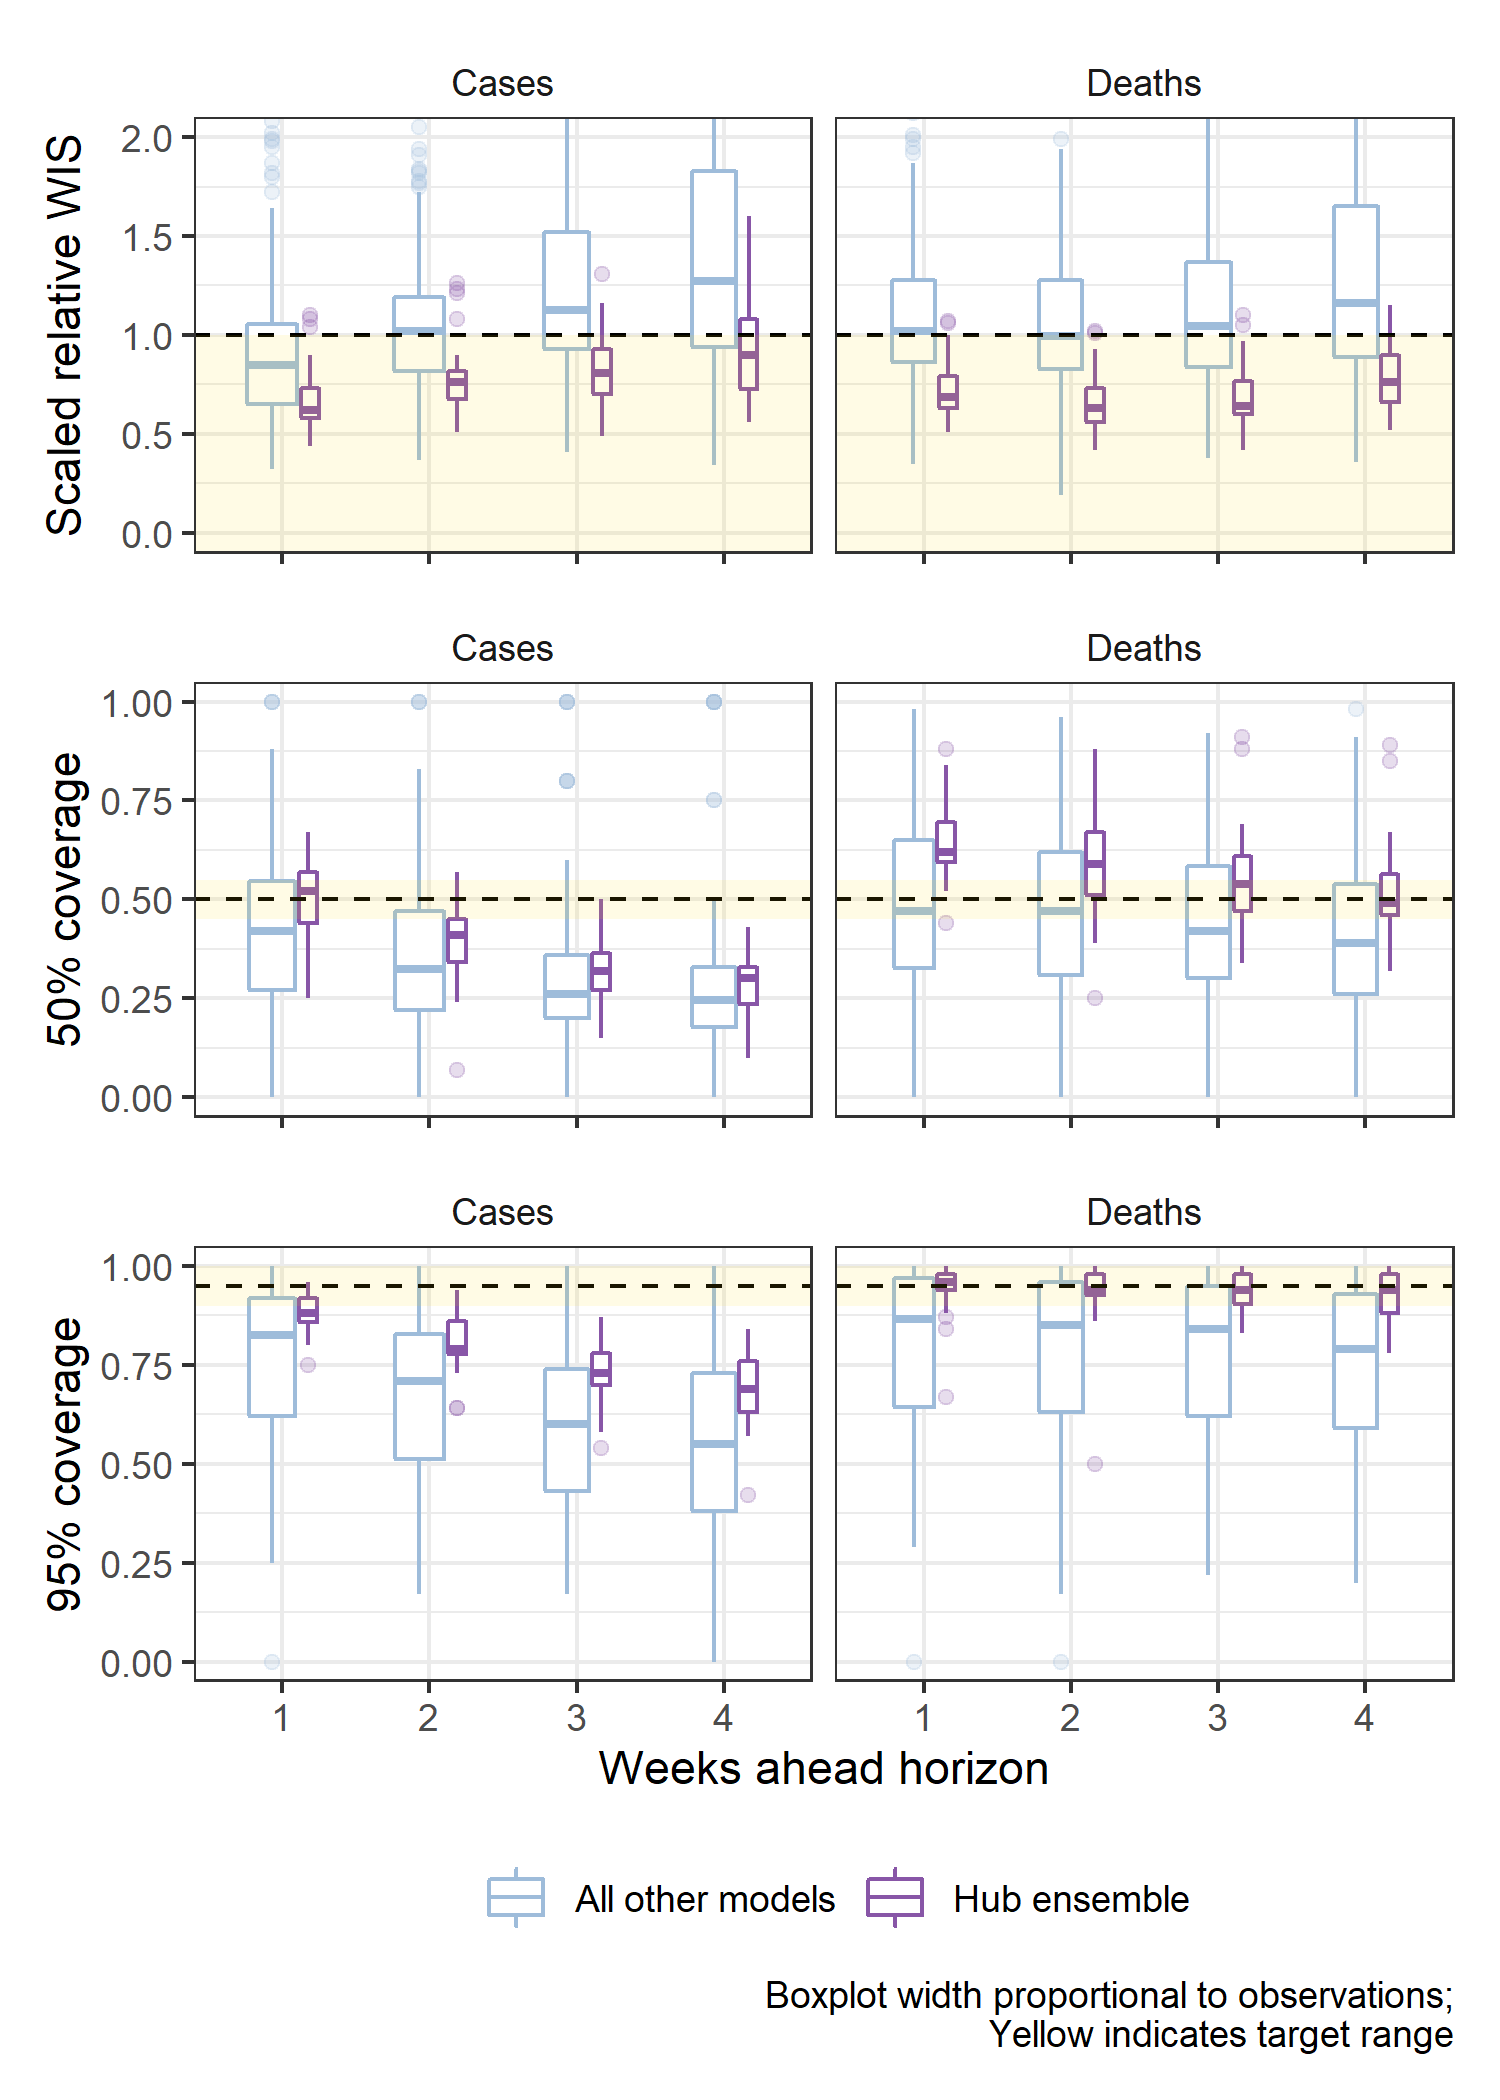 Cases
Deaths
Scaled relative WIS
2.0
1.5
1.0
0.5
0.0
Cases
Deaths
50% coverage
1.00
0.75
0.50
0.25
0.00
Cases
Deaths
95% coverage
1.00
0.75
0.50
0.25
0.00
1 2 3 4
1 2 3 4
Weeks ahead horizon
All other models
Hub ensemble
Boxplot width proportional to observations;
Yellow indicates target range